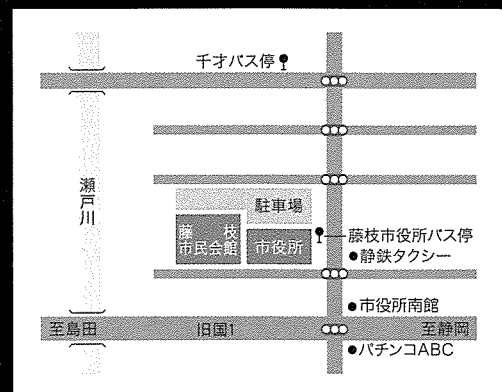 千才バス停
瀬戸川
駐車場
藤枝
市民会館
市役所
藤枝市役所バス停
静鉄タクシー
市役所南館
至島田
旧国1
至静岡
パチンコABC